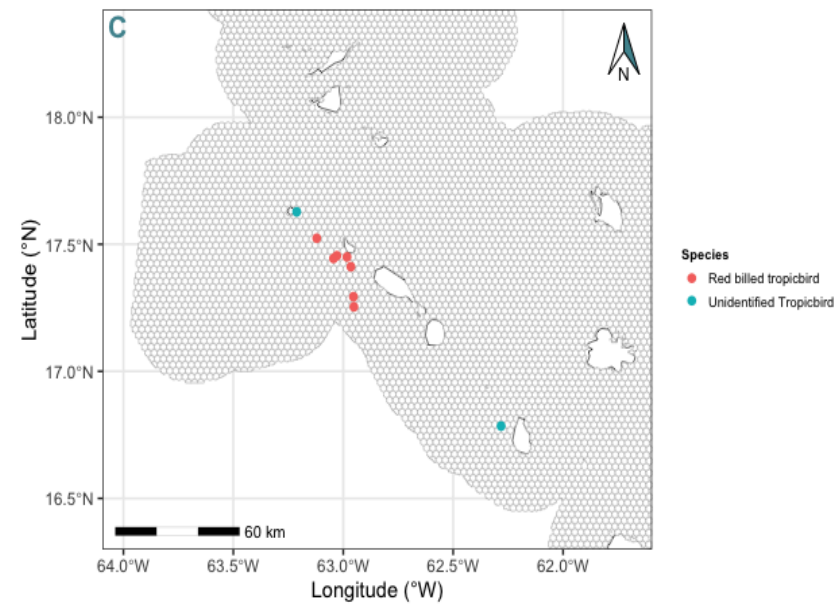 C
N
18.0°N
17.5°N
17.0°N
16.5°N
Latitude (°N)
60 km
64.0°W 63.5°W 63.0°W 62.5°W 62.0°W
Longitude (°W)
Species
Red billed tropicbird
Unidentified Tropicbird